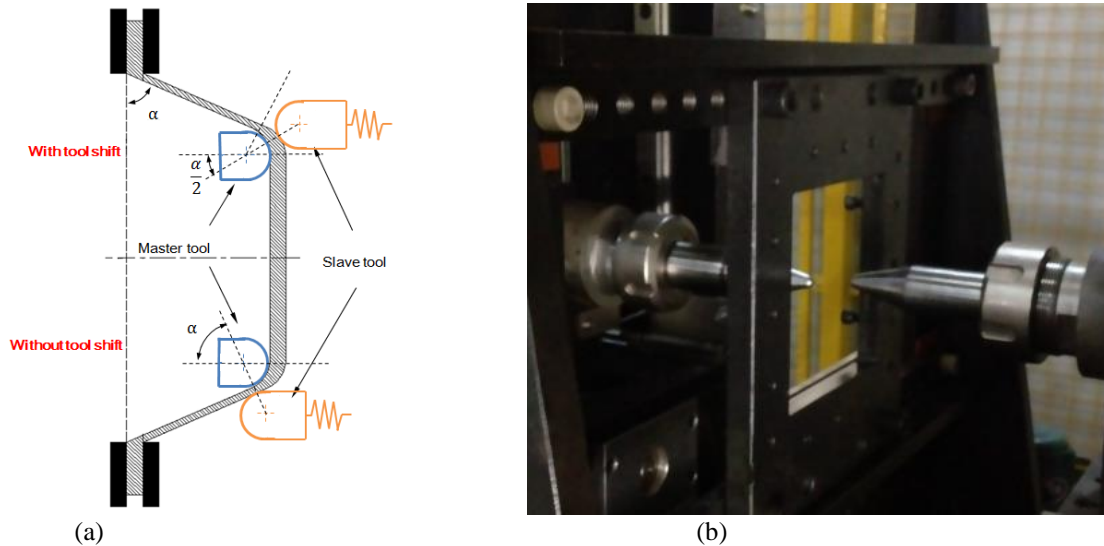 α
With tool shift
α
2
Master tool
Slave tool
α
Without tool shift
(a)
(b)